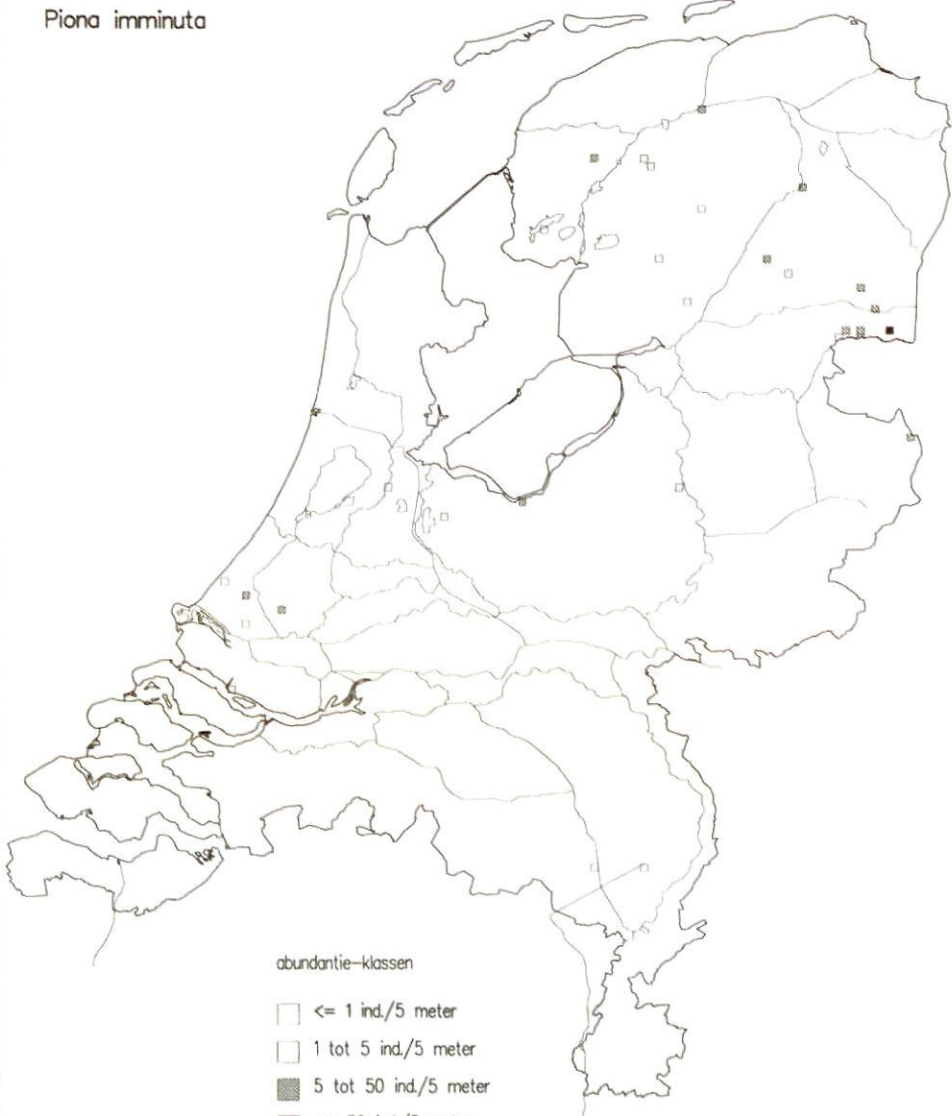 Piona imminuta
abundantie-klassen
<= 1 ind./5 meter
1 tot 5 ind./5 meter
5 tot 50 ind./5 meter